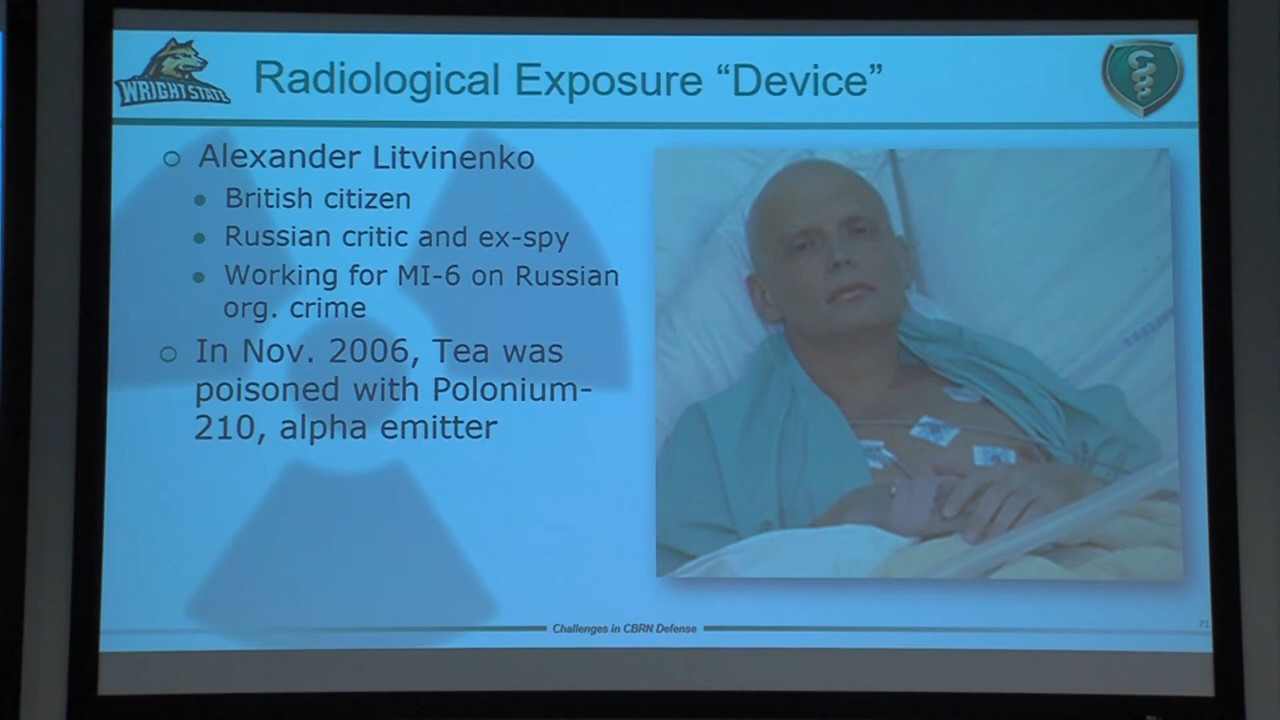 WRIGHT STATE
Radiological Exposure “Device”
Alexander Litvinenko
British citizen
Russian critic and ex-spy
Working for MI-6 on Russian
org. crime
In Nov. 2006, Tea was
poisoned with Polonium-
210, alpha emitter
Challenges in CBRN Defense
71